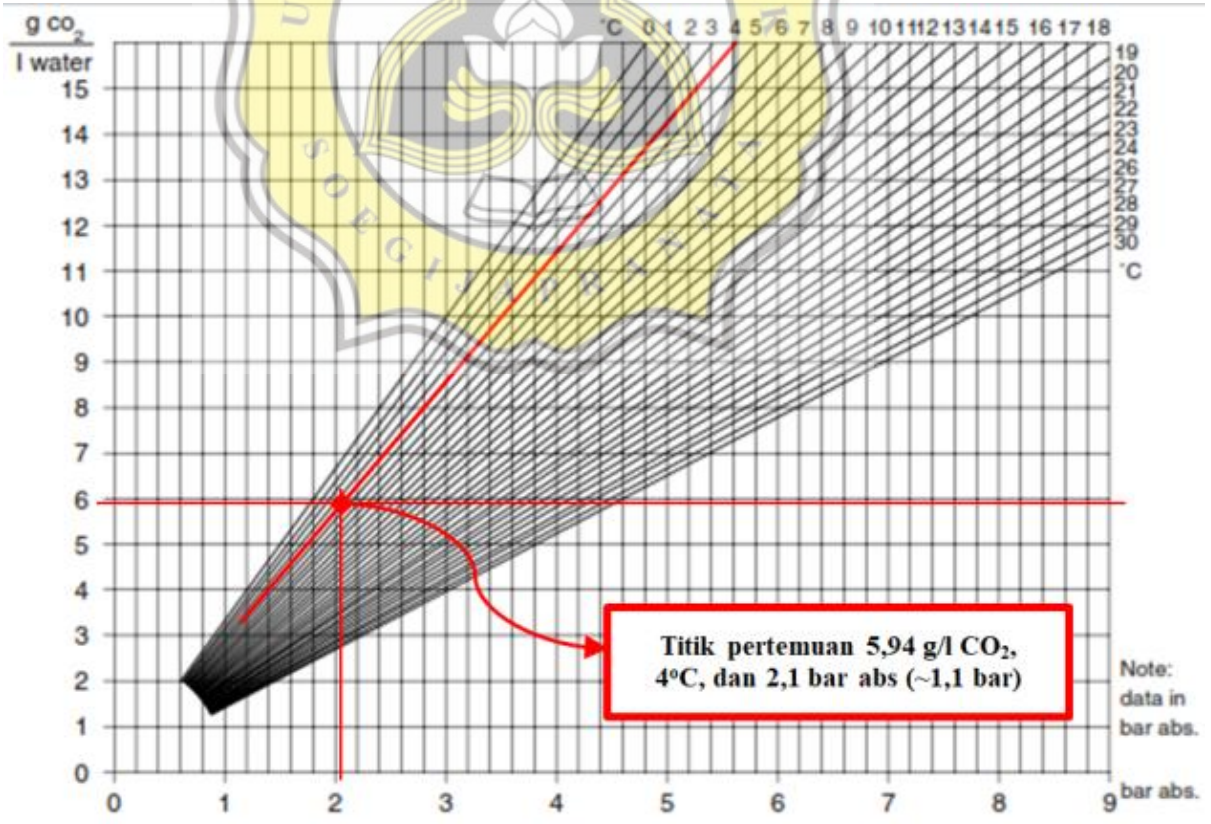 g co₂
l water
°C 0 1 2 3 4 5 6 7 8 9 10 11 12 13 14 15 16 17 18
19
20
21
22
23
24
26
27
28
29
30
°C
15
14
13
12
11
10
9
8
7
6
5
4
3
2
1
0
SOEGIJAPRA
Titik pertemuan 5,94 g/l CO₂,
4°C, dan 2,1 bar abs (~1,1 bar)
Note:
data in
bar abs.
0 1 2 3 4 5 6 7 8 9 bar abs.